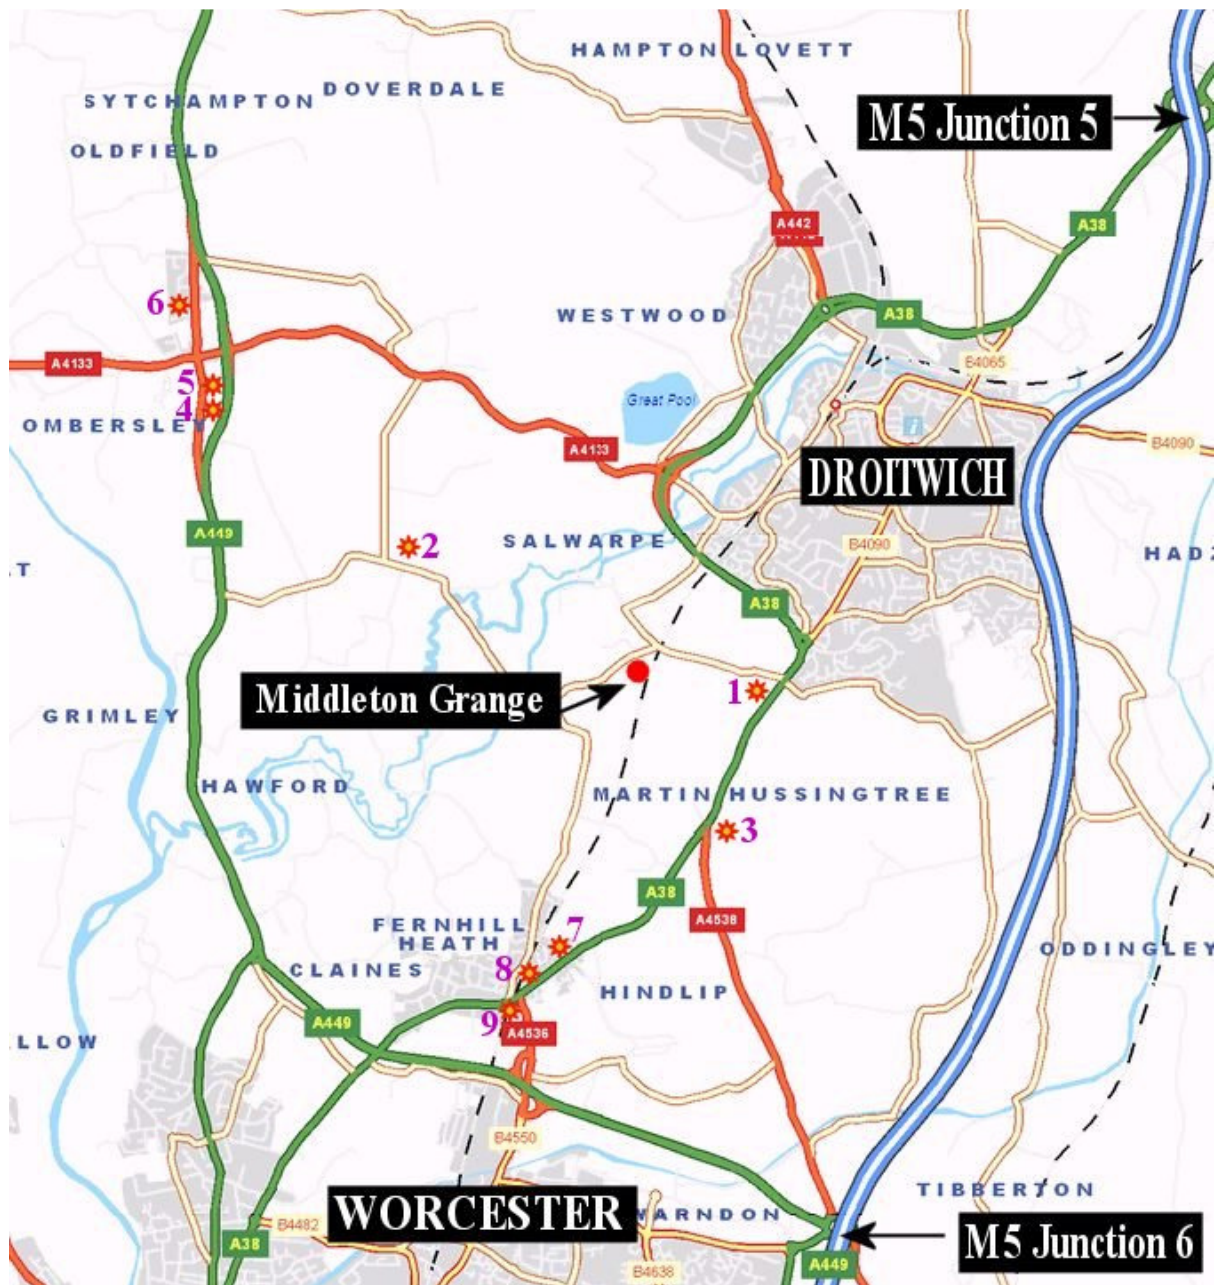 HAMPTON LOVETT
DOVERDALE
SYTCHAMPTON
M5 Junction 5
OLDFIELD
A442
A38
6
WESTWOOD
A38
A4133
B4065
5
Great Pool
4
OMBERSLEY
A4133
B4090
DROITWICH
A449
2
SALWARPE
B4090
HADZ
T
A38
Middleton Grange
1
GRIMLEY
HAWFORD
MARTIN HUSSINGTREE
3
A38
A4538
FERNHILL
HEATH
7
ODDINGLEY
CLAINES
8
HINDLIP
A449
9
A4536
LLOW
B4550
TIBBERTON
WORCESTER
WARNDON
B4482
A38
M5 Junction 6
A449
B4638